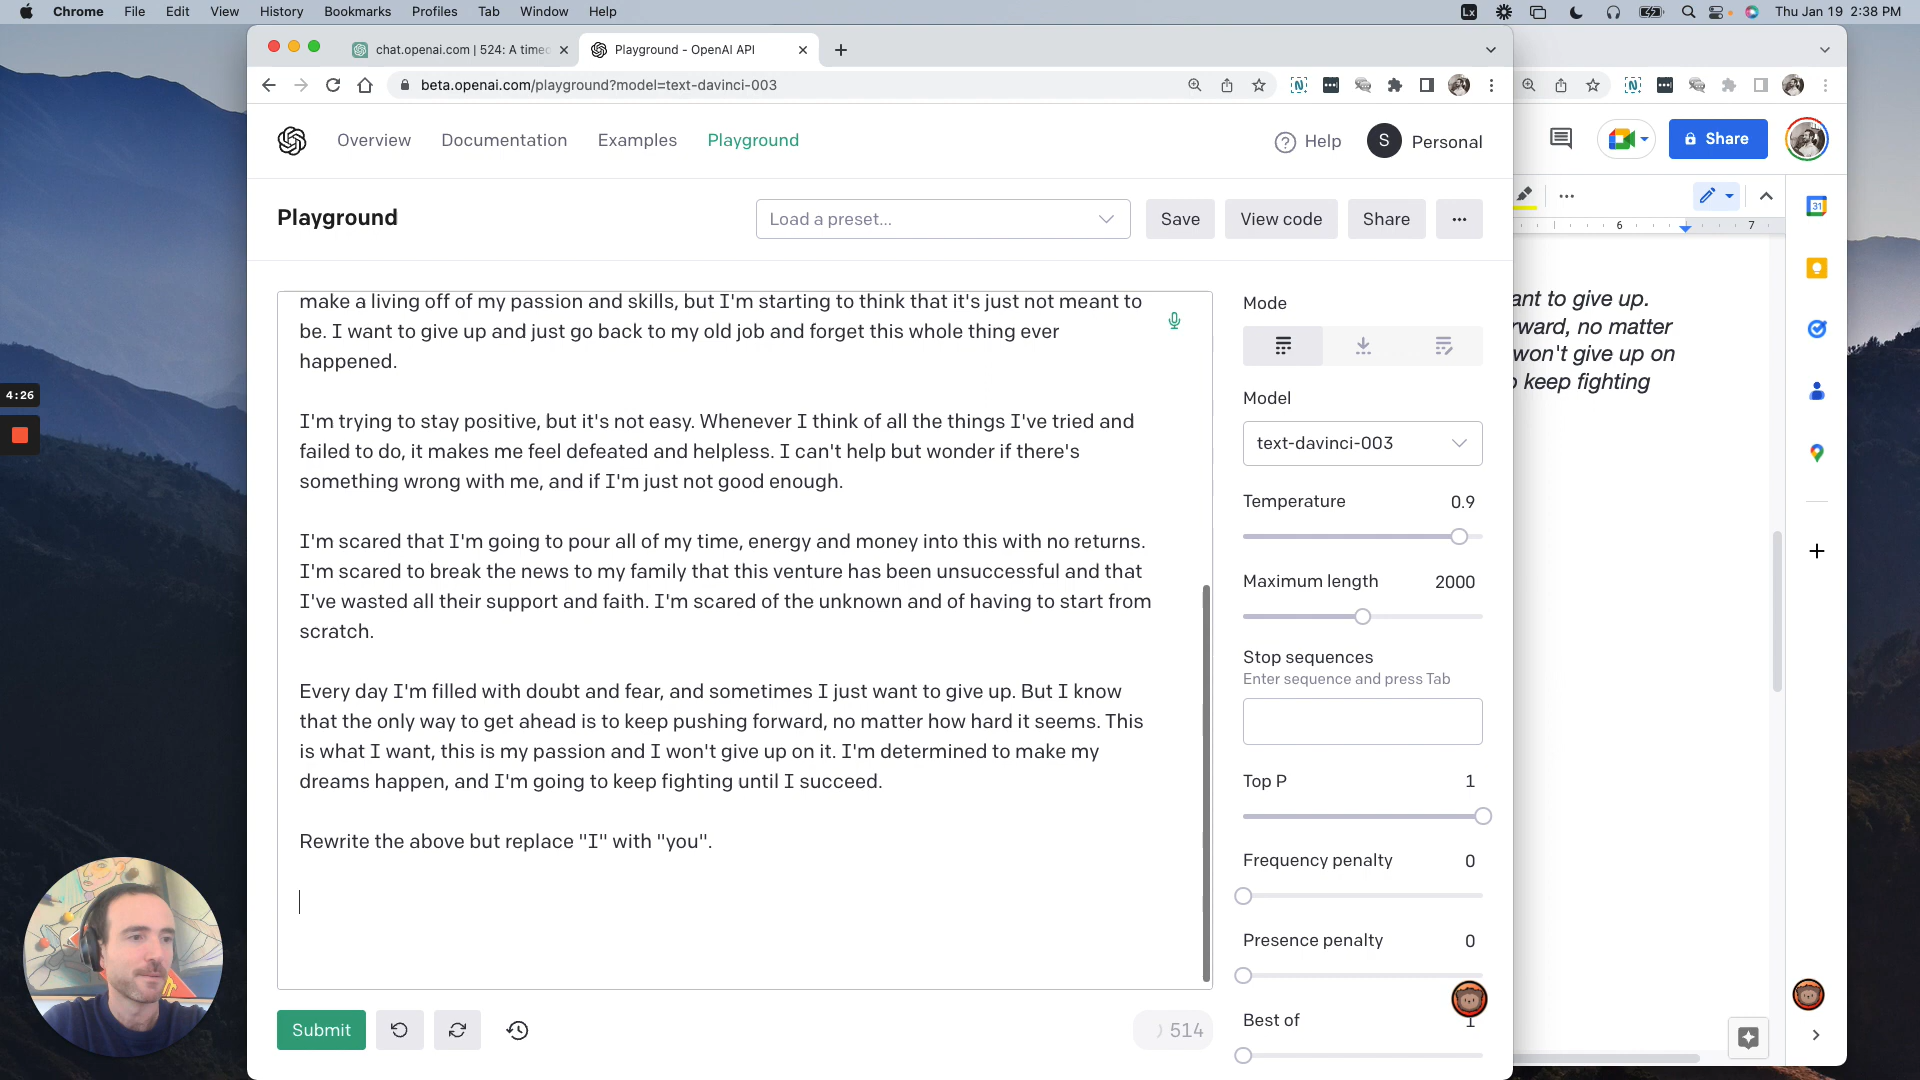 Chrome File Edit View History Bookmarks Profiles Tab Window Help
Lx
Thu Jan 19 2:38 PM
chat.openai.com | 524: A timeo
Playground - OpenAI API
beta.openai.com/playground?model=text-davinci-003
Overview Documentation Examples Playground
Help
S Personal
Share
Playground
Load a preset...
Save
View code
Share
...
6 7
31
make a living off of my passion and skills, but I'm starting to think that it's just not meant to
be. I want to give up and just go back to my old job and forget this whole thing ever
happened.
I'm trying to stay positive, but it's not easy. Whenever I think of all the things I've tried and
failed to do, it makes me feel defeated and helpless. I can't help but wonder if there's
something wrong with me, and if I'm just not good enough.
I'm scared that I'm going to pour all of my time, energy and money into this with no returns.
I'm scared to break the news to my family that this venture has been unsuccessful and that
I've wasted all their support and faith. I'm scared of the unknown and of having to start from
scratch.
Every day I'm filled with doubt and fear, and sometimes I just want to give up. But I know
that the only way to get ahead is to keep pushing forward, no matter how hard it seems. This
is what I want, this is my passion and I won't give up on it. I'm determined to make my
dreams happen, and I'm going to keep fighting until I succeed.
Rewrite the above but replace "I" with "you".
Submit
514
Mode
Model
text-davinci-003
Temperature 0.9
Maximum length 2000
Stop sequences
Enter sequence and press Tab
Top P 1
Frequency penalty 0
Presence penalty 0
Best of 1
ant to give up.
rward, no matter
won't give up on
keep fighting
4:26